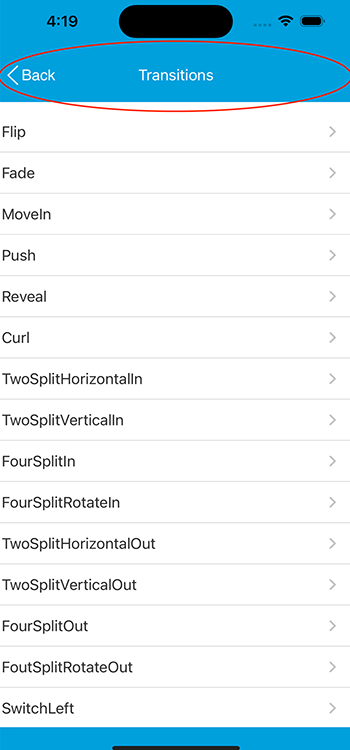 4:19
Back Transitions
Flip
Fade
MoveIn
Push
Reveal
Curl
TwoSplitHorizontalIn
TwoSplitVerticalIn
FourSplitIn
FourSplitRotateIn
TwoSplitHorizontalOut
TwoSplitVerticalOut
FourSplitOut
FoutSplitRotateOut
SwitchLeft